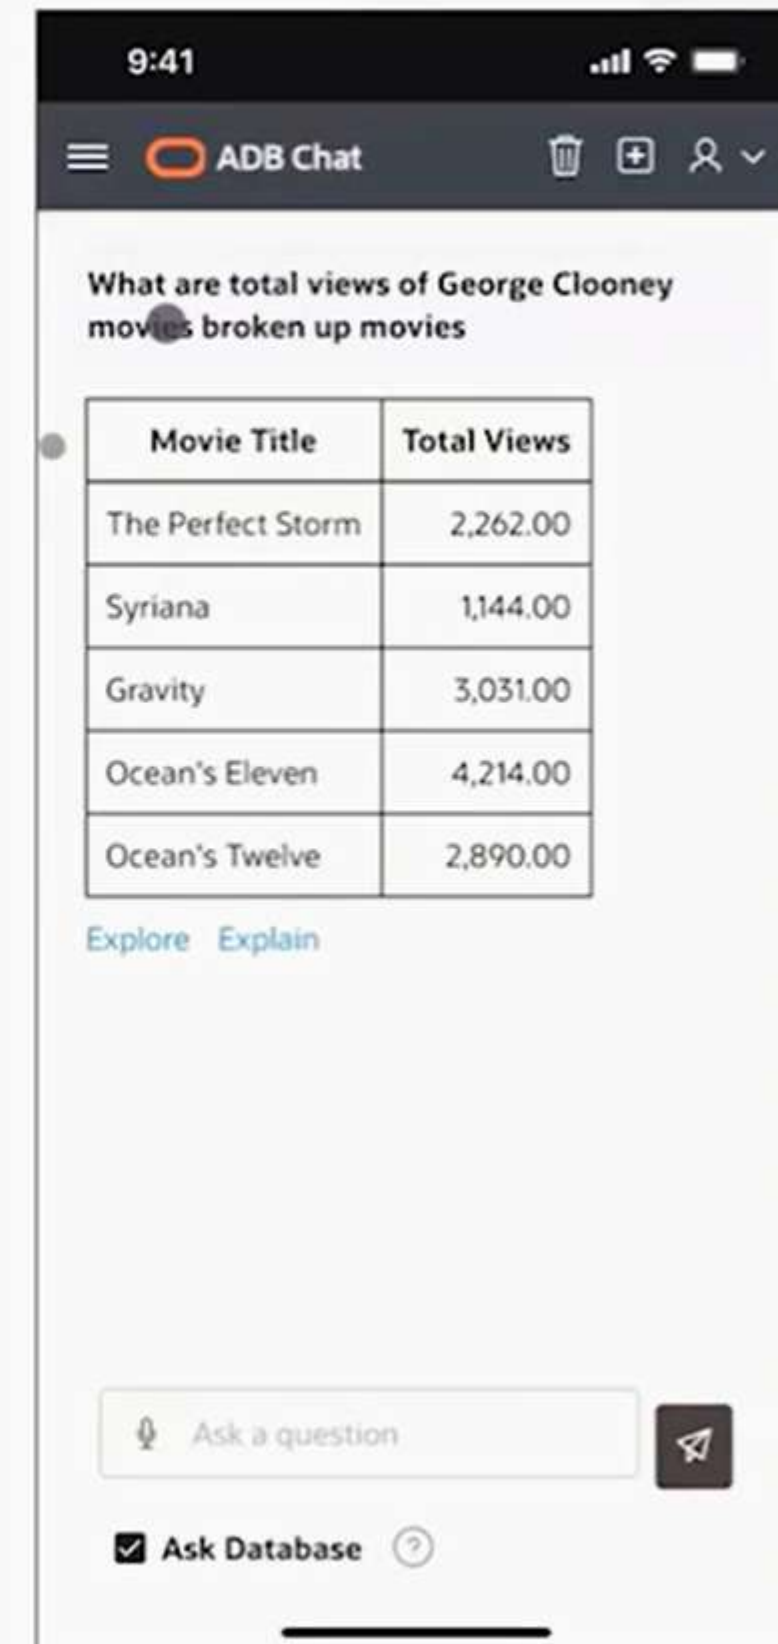 9:41
ADB Chat
What are total views of George Clooney
movies broken up movies
Movie Title Total Views
The Perfect Storm 2,262.00
Syriana 1,144.00
Gravity 3,031.00
Ocean's Eleven 4,214.00
Ocean's Twelve 2,890.00
Explore Explain
Ask a question
Ask Database ?